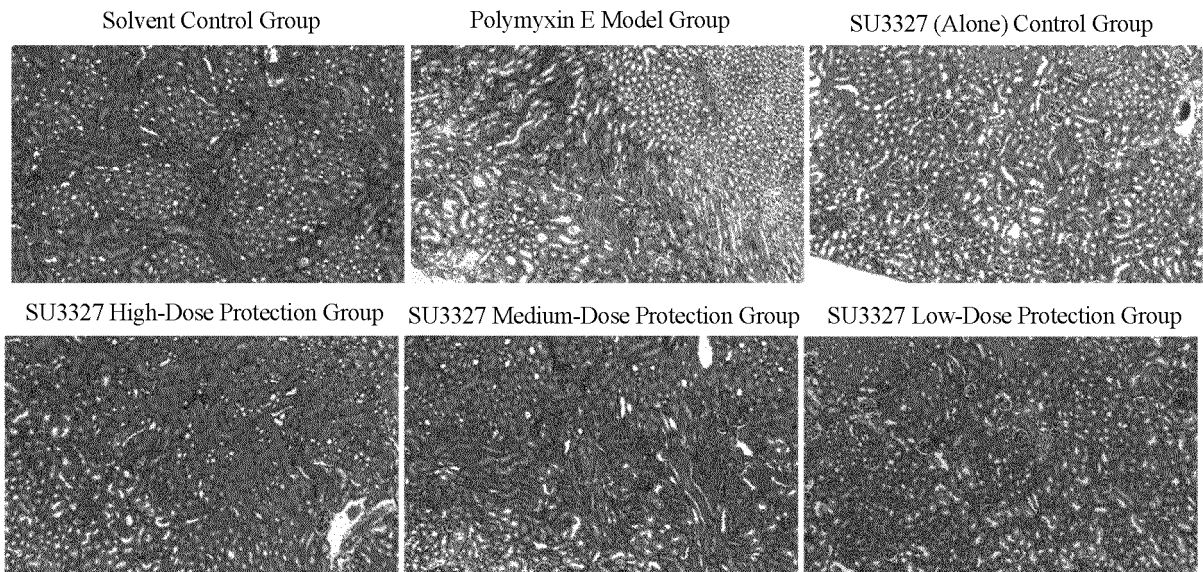 Solvent Control Group
Polymyxin E Model Group
SU3327 (Alone) Control Group
SU3327 High-Dose Protection Group
SU3327 Medium-Dose Protection Group
SU3327 Low-Dose Protection Group